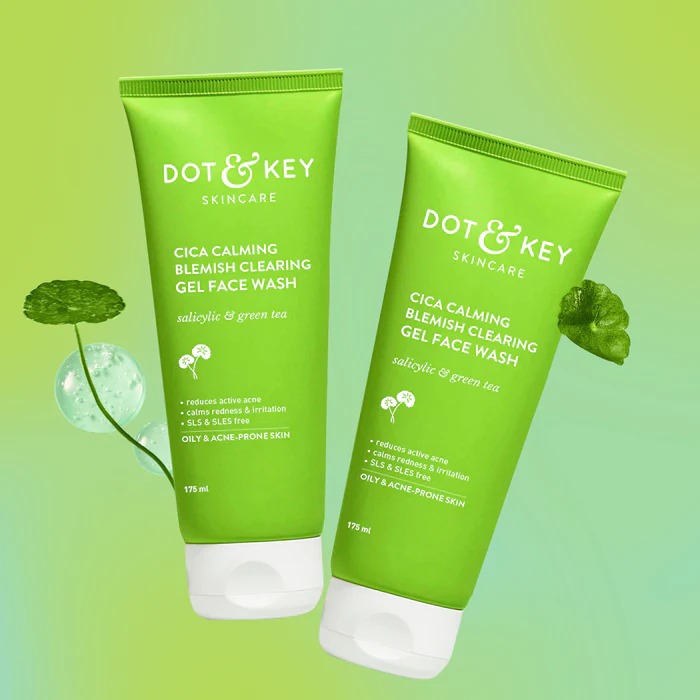 DOT & KEY
SKINCARE
CICA CALMING
BLEMISH CLEARING
GEL FACE WASH
salicylic & green tea
• reduces active acne
• calms redness & irritation
• SLS & SLES free
OILY & ACNE-PRONE SKIN
175 ml
DOT & KEY
SKINCARE
CICA CALMING
BLEMISH CLEARING
GEL FACE WASH
salicylic & green tea
• reduces active acne
• calms redness & irritation
• SLS & SLES free
OILY & ACNE-PRONE SKIN
175 ml